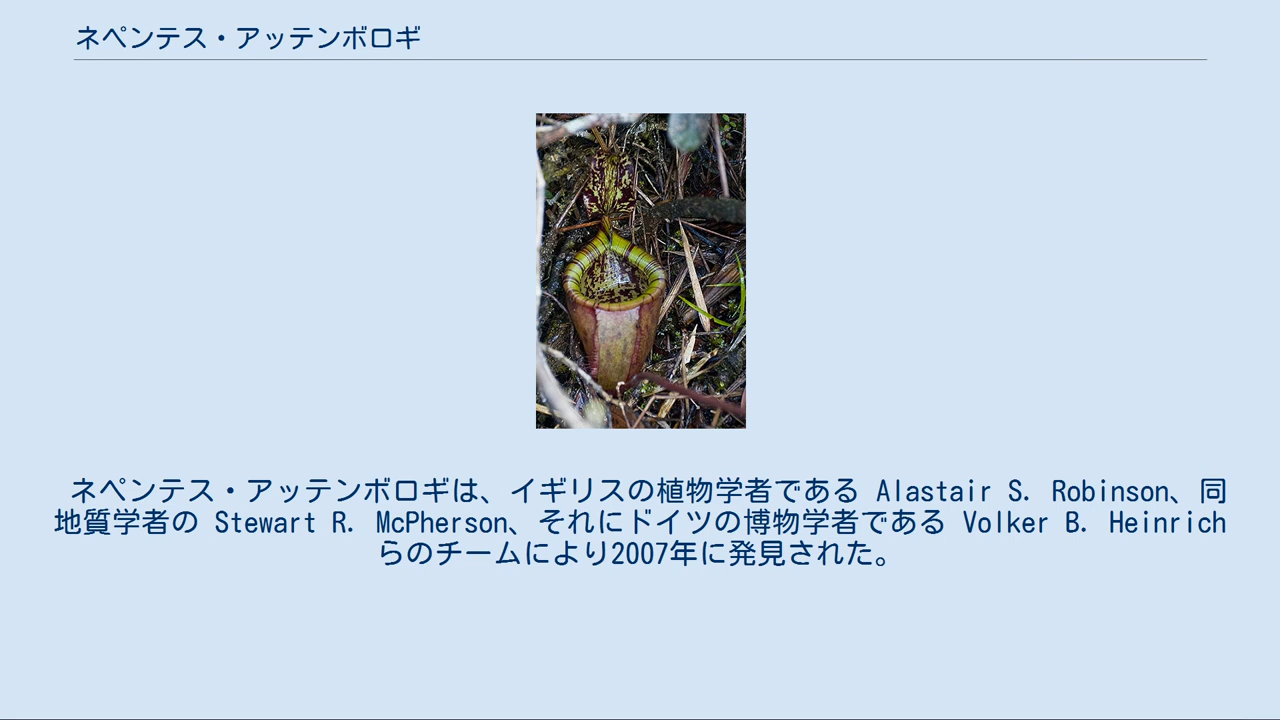 ネペンテス・アッテンボロギ
ネペンテス・アッテンボロギは、イギリスの植物学者である Alastair S. Robinson、同
地質学者の Stewart R. McPherson、それにドイツの博物学者である Volker B. Heinrich
らのチームにより2007年に発見された。